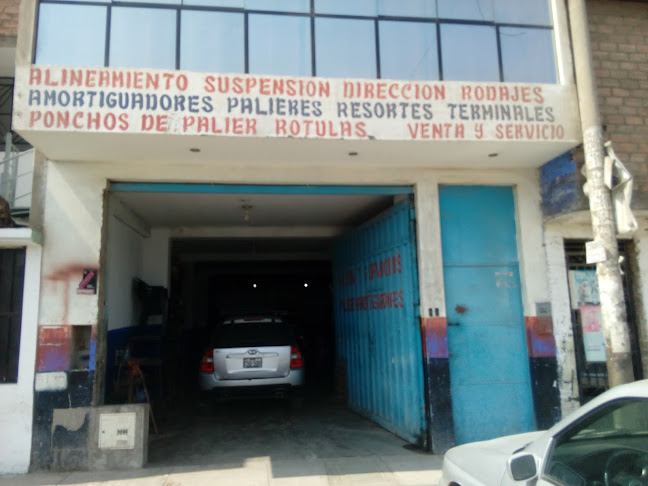 ALINEAMIENTO SUSPENSION DIRECCION RODAJES
AMORTIGUADORES PALIERES RESORTES TERMINALES
PONCHOS DE PALIER ROTULAS VENTA Y SERVICIO